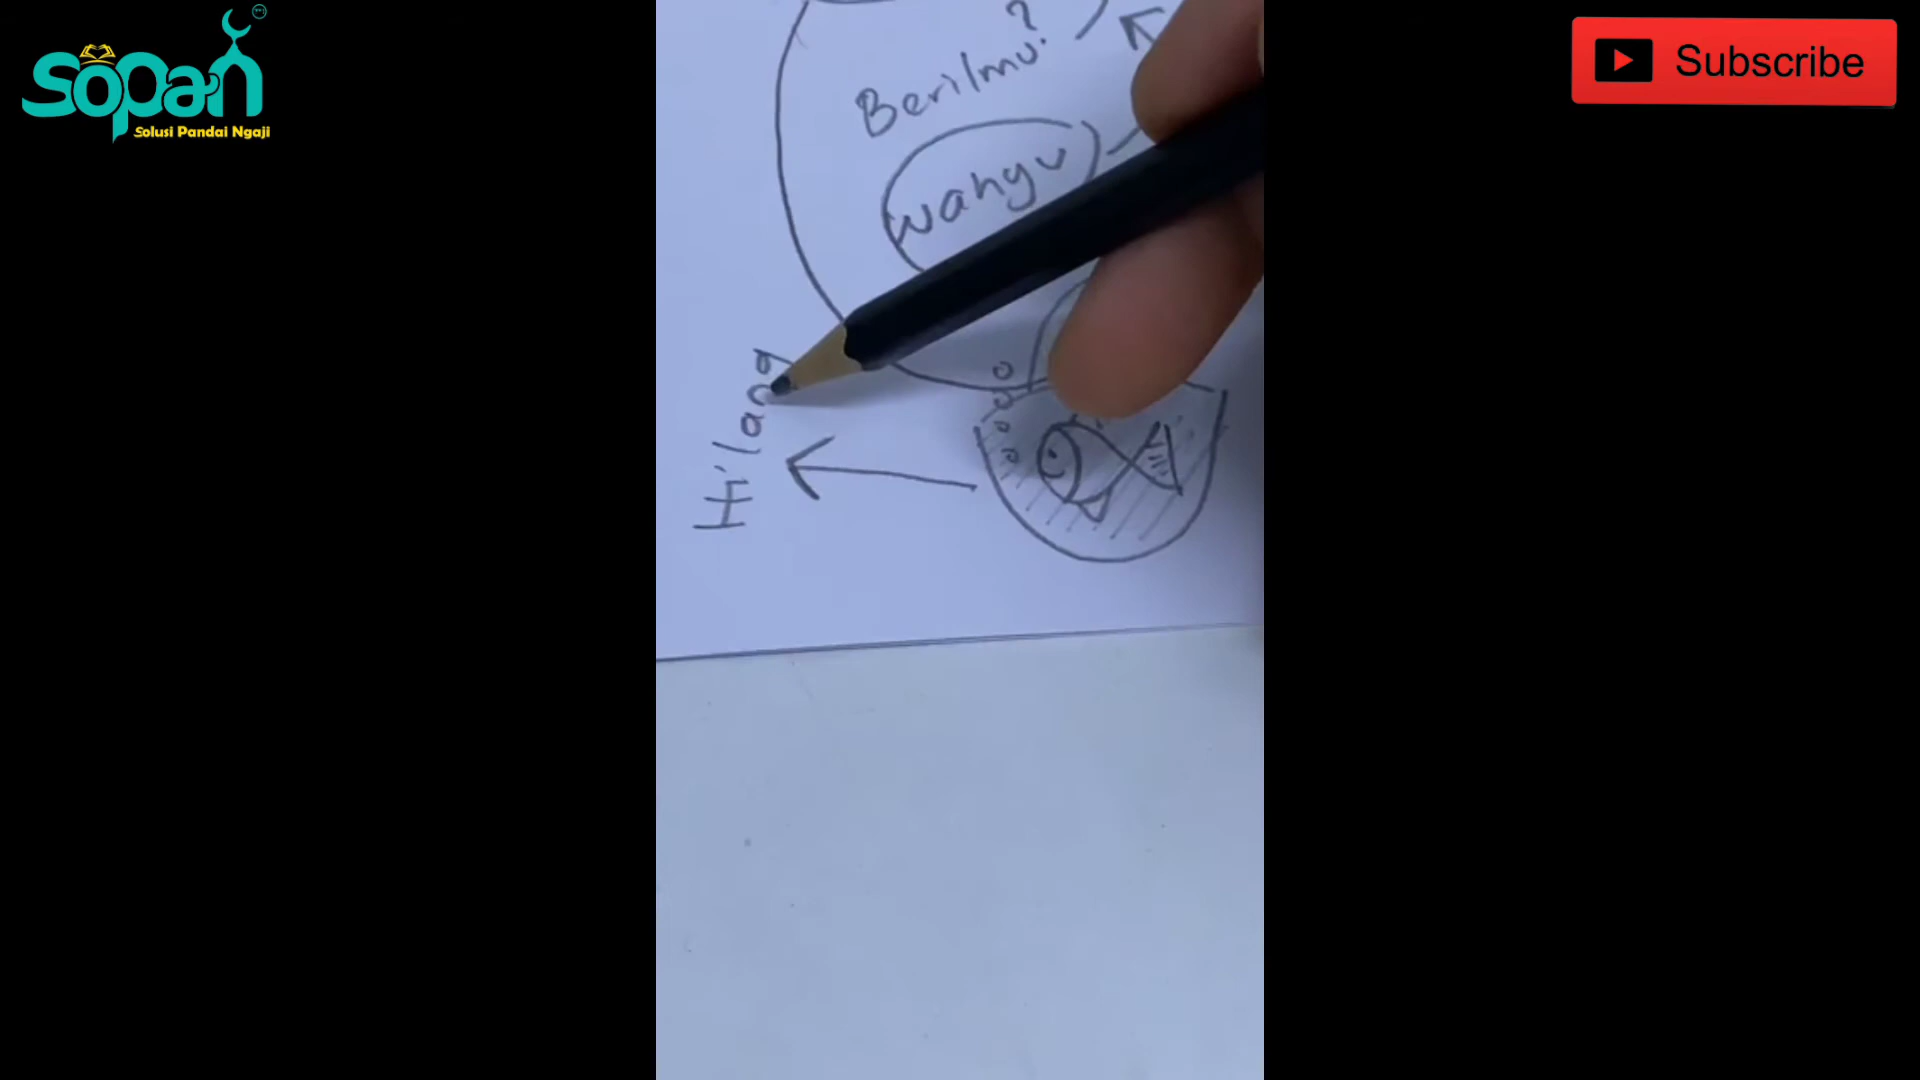 Sopan
Solusi Pandai Ngaji
Subscribe
Berilmu?
wahyu
Hilang